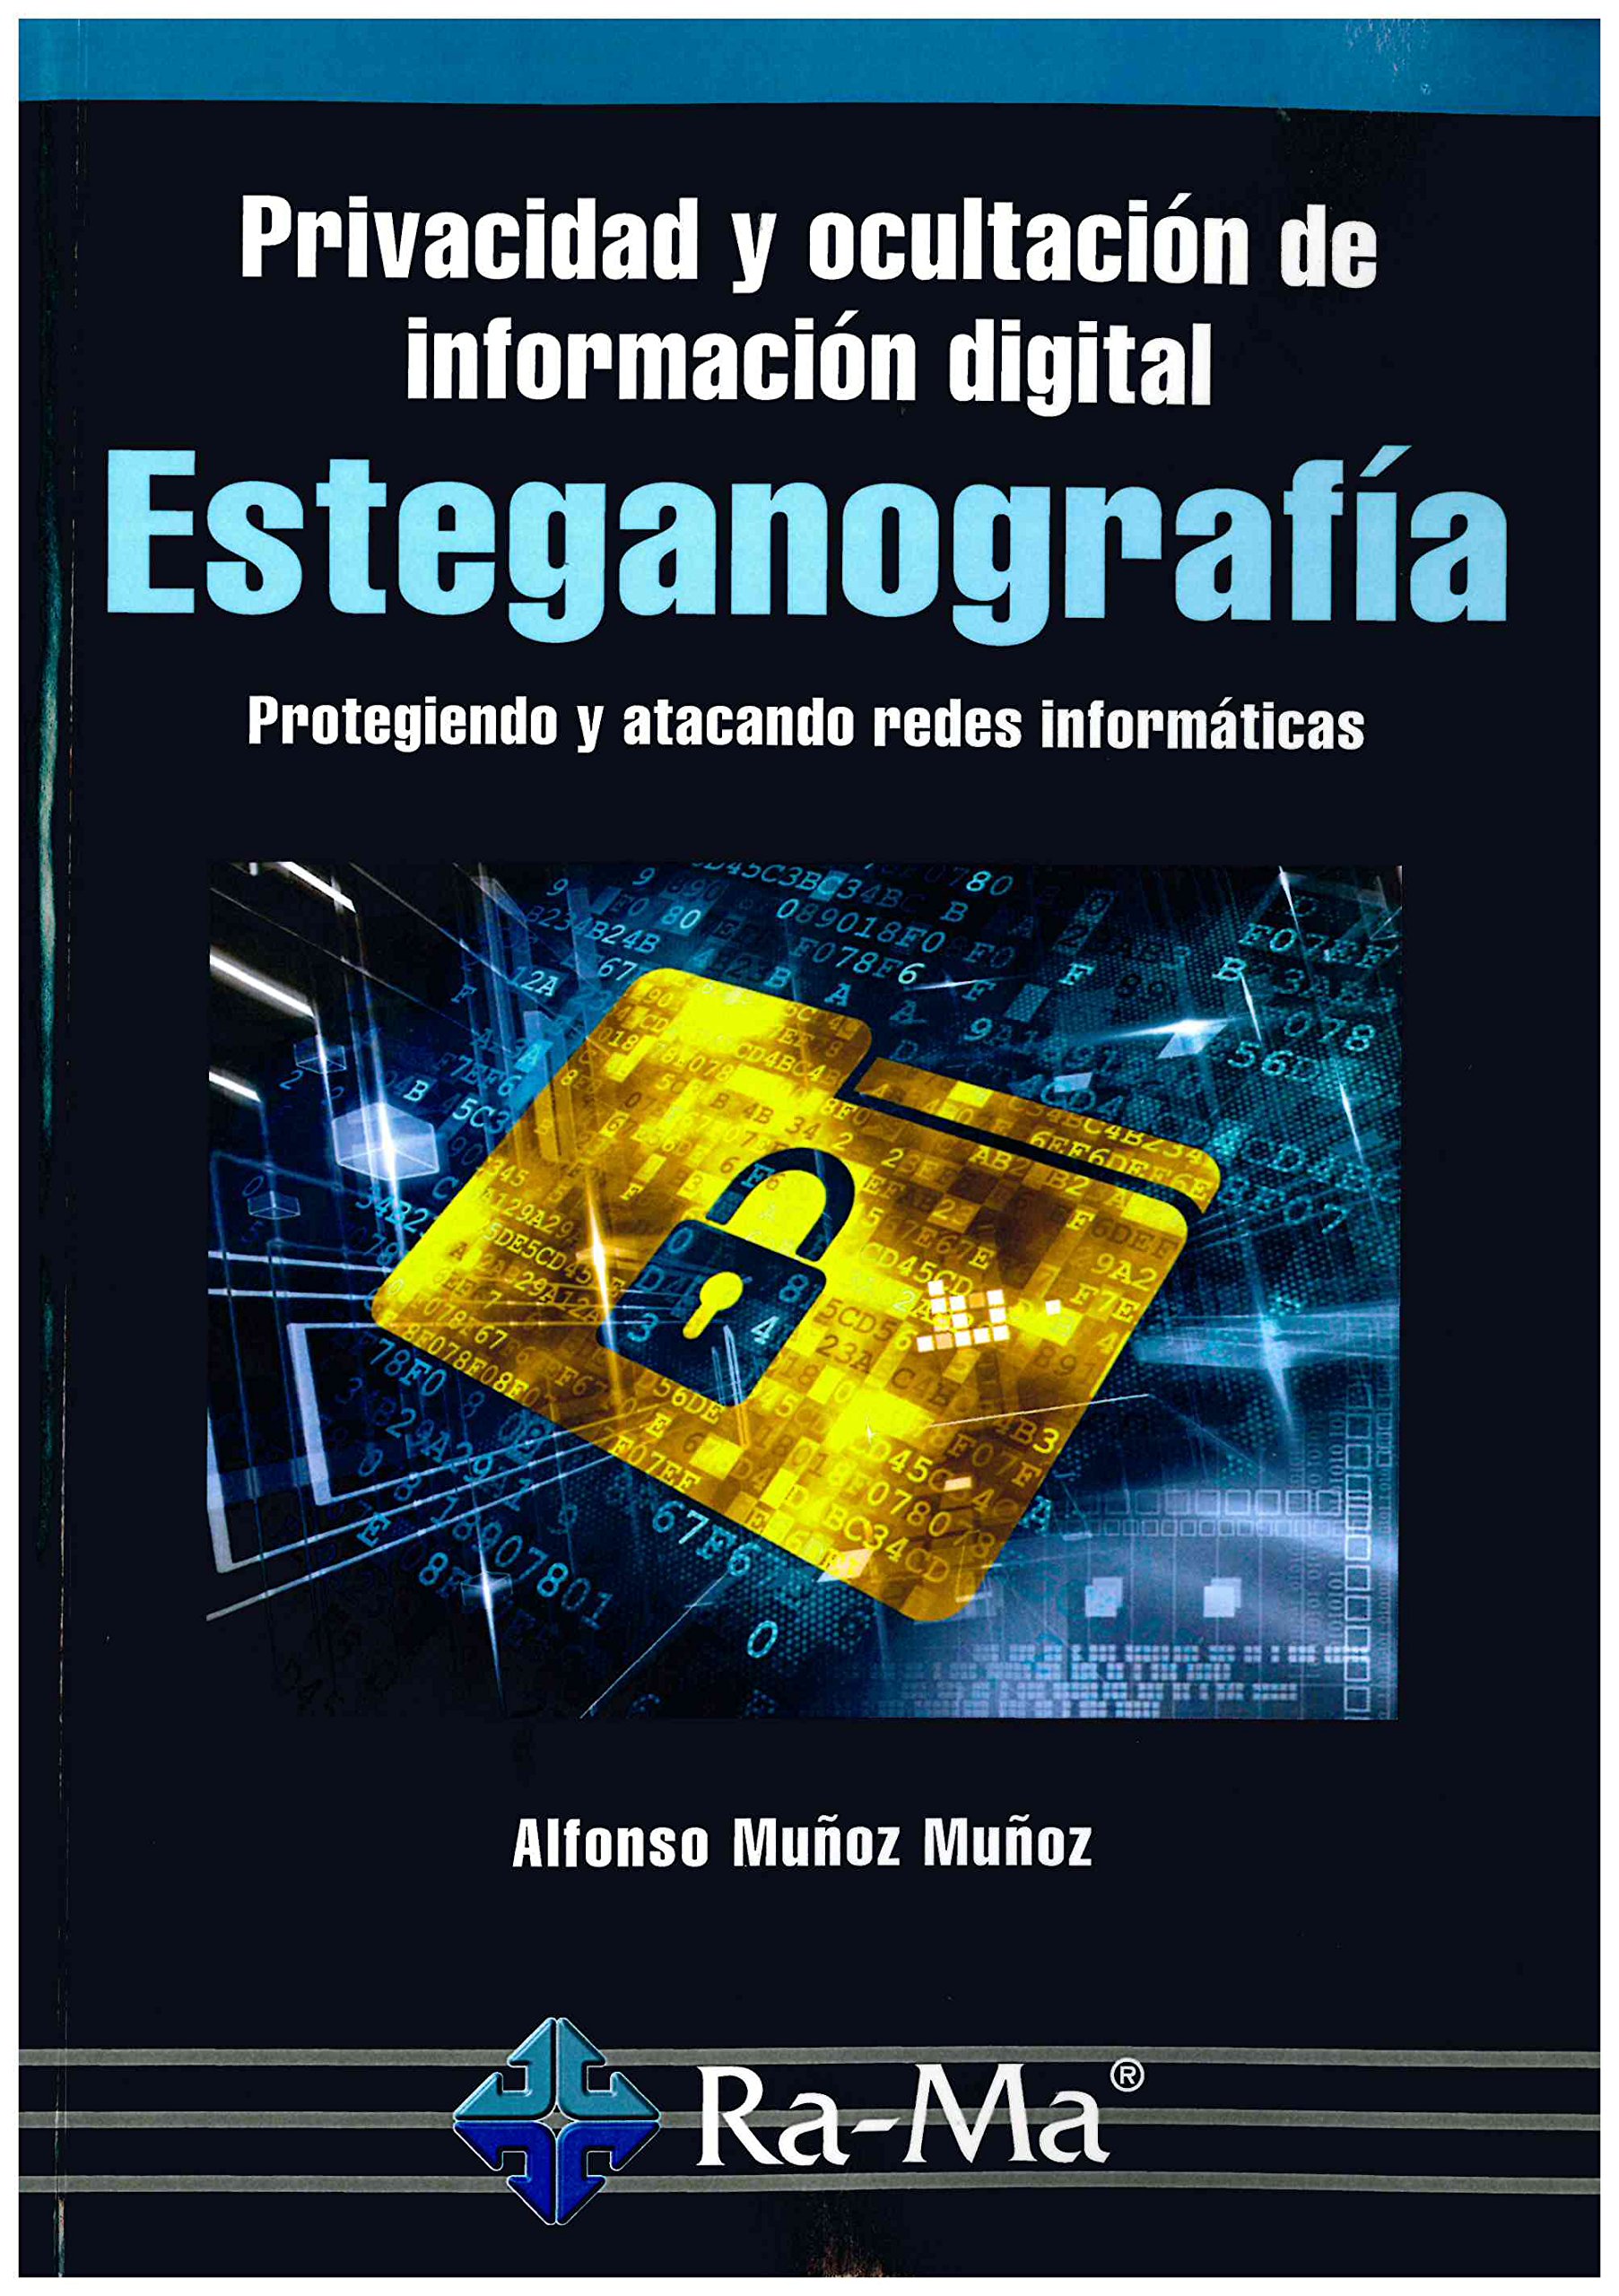 Privacidad y ocultación de
información digital
Esteganografía
Protegiendo y atacando redes informáticas
Alfonso Muñoz Muñoz
Ra-Ma®